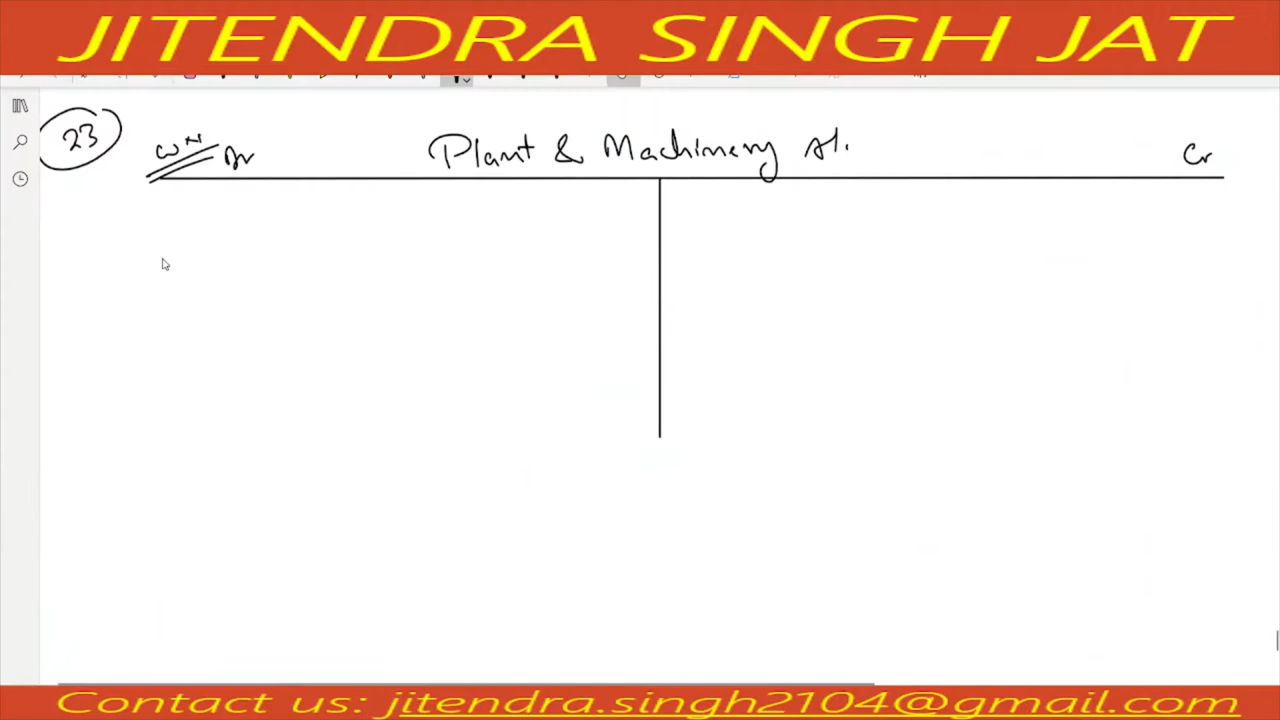 JITENDRA SINGH JAT
23
WN Dr Plant & Machinery A/. Cr
Contact us: jitendra.singh2104@gmail.com